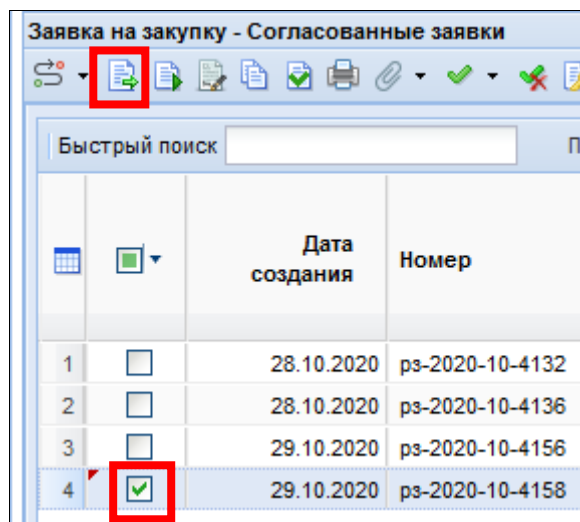 Заявка на закупку - Согласованные заявки
Быстрый поиск П
Дата создания Номер
1 28.10.2020 рз-2020-10-4132
2 28.10.2020 рз-2020-10-4136
3 29.10.2020 рз-2020-10-4156
4 29.10.2020 рз-2020-10-4158